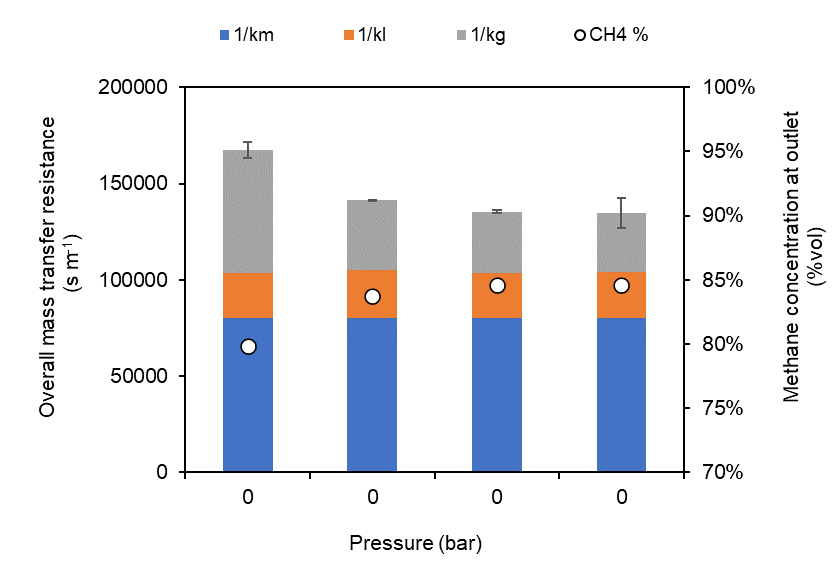 1/km 1/kl 1/kg CH4 %
200000
150000
100000
50000
0
100%
95%
90%
85%
80%
75%
70%
0 0 0 0
Pressure (bar)
Overall mass transfer resistance
(s m-1)
Methane concentration at outlet
(%vol)